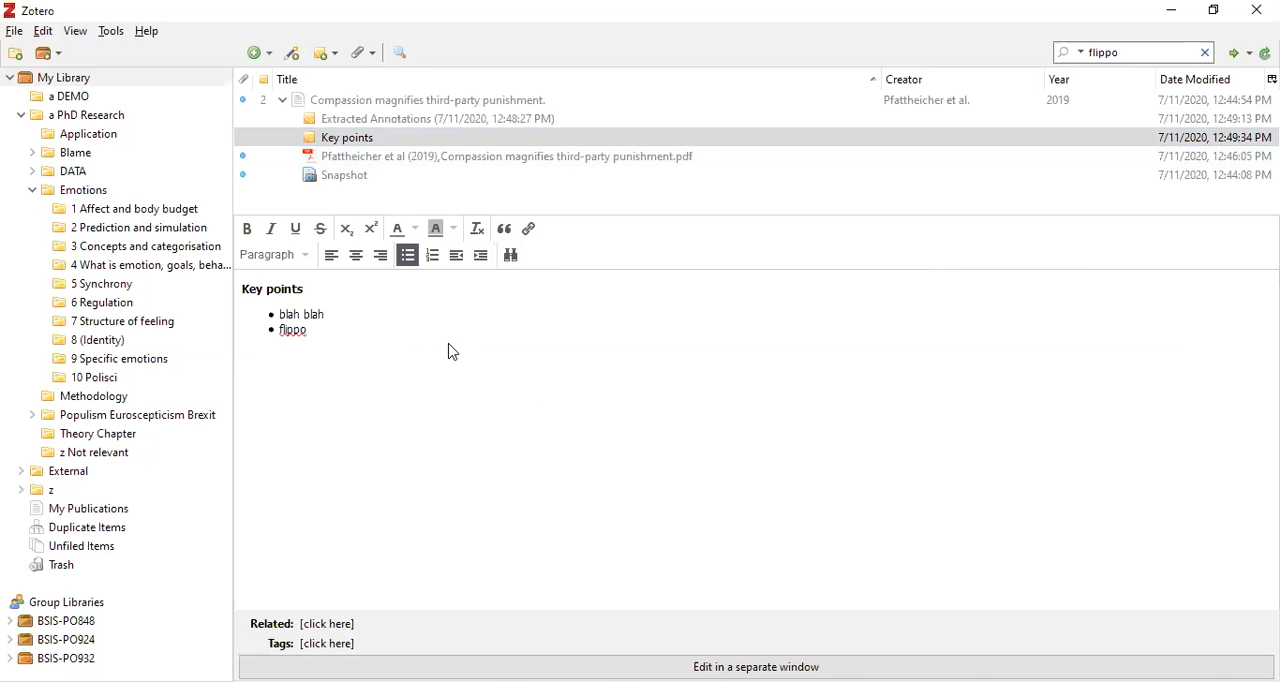 Zotero
File Edit View Tools Help
flippo
My Library
a DEMO
a PhD Research
Application
Blame
DATA
Emotions
1 Affect and body budget
2 Prediction and simulation
3 Concepts and categorisation
4 What is emotion, goals, beha...
5 Synchrony
6 Regulation
7 Structure of feeling
8 (Identity)
9 Specific emotions
10 Polisci
Methodology
Populism Euroscepticism Brexit
Theory Chapter
z Not relevant
External
z
My Publications
Duplicate Items
Unfiled Items
Trash
Group Libraries
BSIS-PO848
BSIS-PO924
BSIS-PO932
Title Creator Year Date Modified
2 Compassion magnifies third-party punishment. Pfattheicher et al. 2019 7/11/2020, 12:44:54 PM
Extracted Annotations (7/11/2020, 12:48:27 PM) 7/11/2020, 12:49:13 PM
Key points 7/11/2020, 12:49:34 PM
Pfattheicher et al (2019),Compassion magnifies third-party punishment.pdf 7/11/2020, 12:46:05 PM
Snapshot 7/11/2020, 12:44:08 PM
B I U S X₂ X² A A Tx
Paragraph
Key points
• blah blah
• flippo
Related: [click here]
Tags: [click here]
Edit in a separate window